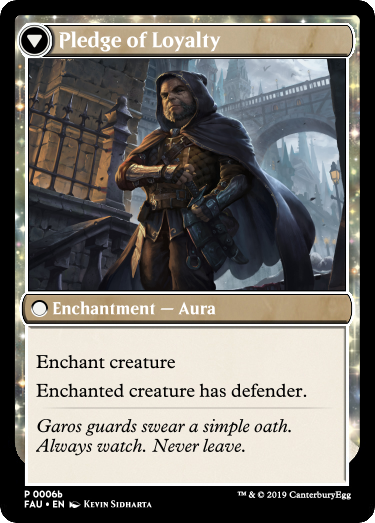 Pledge of Loyalty
Enchantment — Aura
Enchant creature
Enchanted creature has defender.
Garos guards swear a simple oath.
Always watch. Never leave.
P 0006b
FAU • EN Kevin Sidharta
™ & © 2019 CanterburyEgg